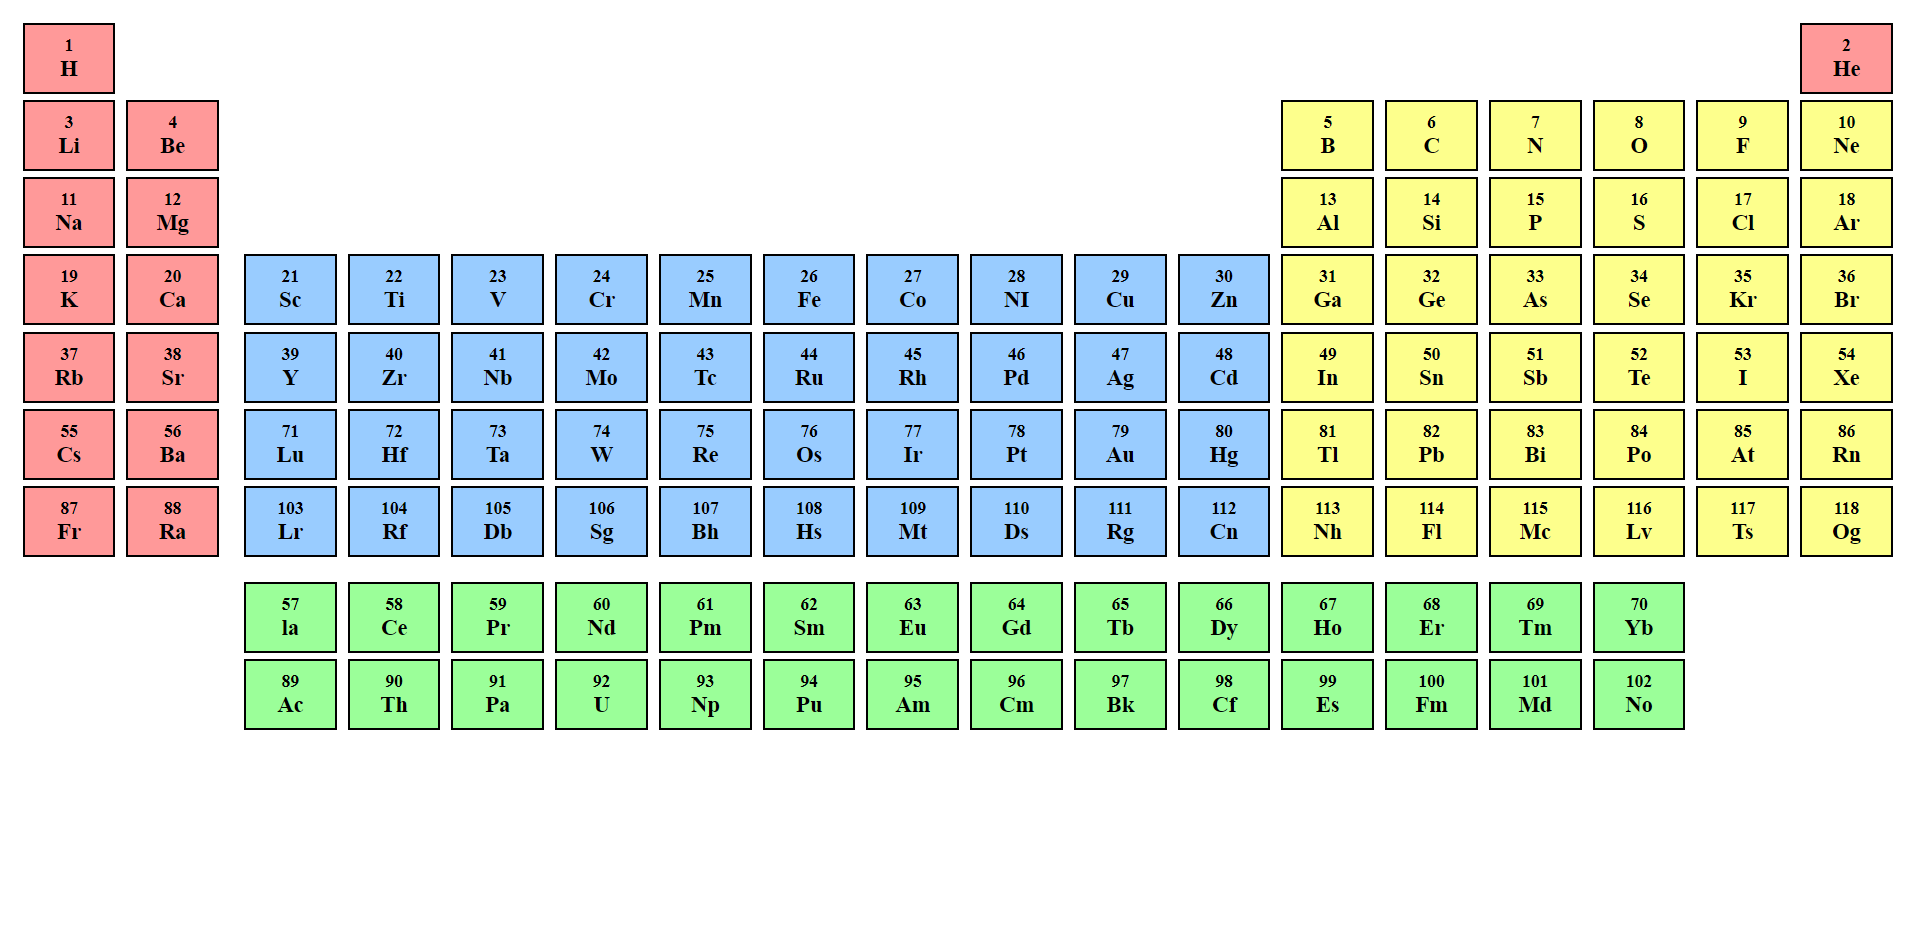 1 2
H He
3 4 5 6 7 8 9 10
Li Be B C N O F Ne
11 12 13 14 15 16 17 18
Na Mg Al Si P S Cl Ar
19 20 21 22 23 24 25 26 27 28 29 30 31 32 33 34 35 36
K Ca Sc Ti V Cr Mn Fe Co NI Cu Zn Ga Ge As Se Kr Br
37 38 39 40 41 42 43 44 45 46 47 48 49 50 51 52 53 54
Rb Sr Y Zr Nb Mo Tc Ru Rh Pd Ag Cd In Sn Sb Te I Xe
55 56 71 72 73 74 75 76 77 78 79 80 81 82 83 84 85 86
Cs Ba Lu Hf Ta W Re Os Ir Pt Au Hg Tl Pb Bi Po At Rn
87 88 103 104 105 106 107 108 109 110 111 112 113 114 115 116 117 118
Fr Ra Lr Rf Db Sg Bh Hs Mt Ds Rg Cn Nh Fl Mc Lv Ts Og
57 58 59 60 61 62 63 64 65 66 67 68 69 70
la Ce Pr Nd Pm Sm Eu Gd Tb Dy Ho Er Tm Yb
89 90 91 92 93 94 95 96 97 98 99 100 101 102
Ac Th Pa U Np Pu Am Cm Bk Cf Es Fm Md No